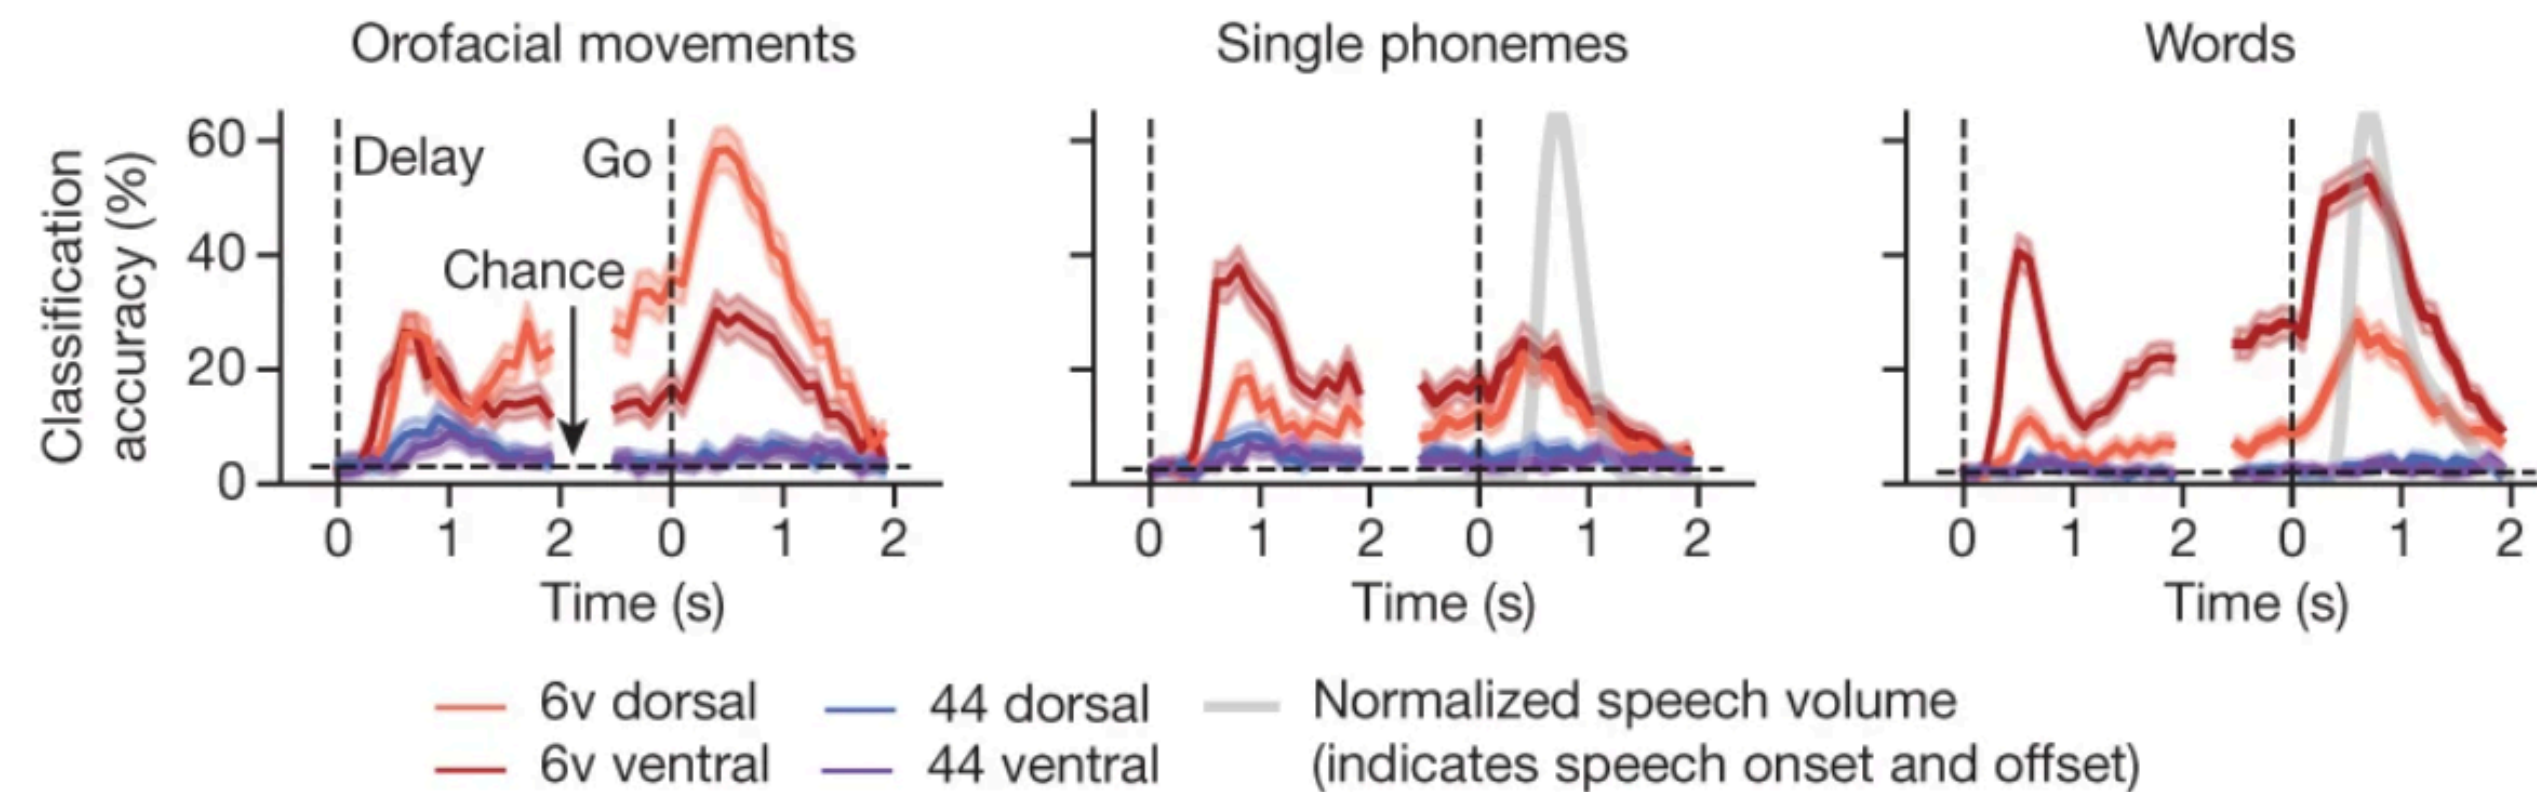 Orofacial movements
Single phonemes
Words
Classification
accuracy (%)
60
40
20
0
Delay
Go
Chance
0 1 2 0 1 2
0 1 2 0 1 2
0 1 2 0 1 2
Time (s)
Time (s)
Time (s)
6v dorsal
44 dorsal
Normalized speech volume
6v ventral
44 ventral
(indicates speech onset and offset)